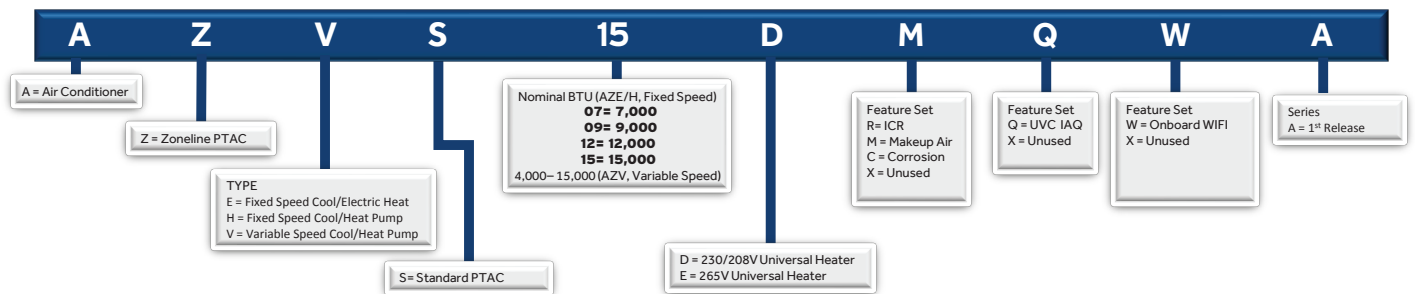 A Z V S 15 D M Q W A
A = Air Conditioner
Z = Zoneline PTAC
TYPE
E = Fixed Speed Cool/Electric Heat
H = Fixed Speed Cool/Heat Pump
V = Variable Speed Cool/Heat Pump
S= Standard PTAC
Nominal BTU (AZE/H, Fixed Speed)
07= 7,000
09= 9,000
12= 12,000
15= 15,000
4,000– 15,000 (AZV, Variable Speed)
D = 230/208V Universal Heater
E = 265V Universal Heater
Feature Set
R= ICR
M = Makeup Air
C = Corrosion
X = Unused
Feature Set
Q = UVC IAQ
X = Unused
Feature Set
W = Onboard WIFI
X = Unused
Series
A = 1st Release